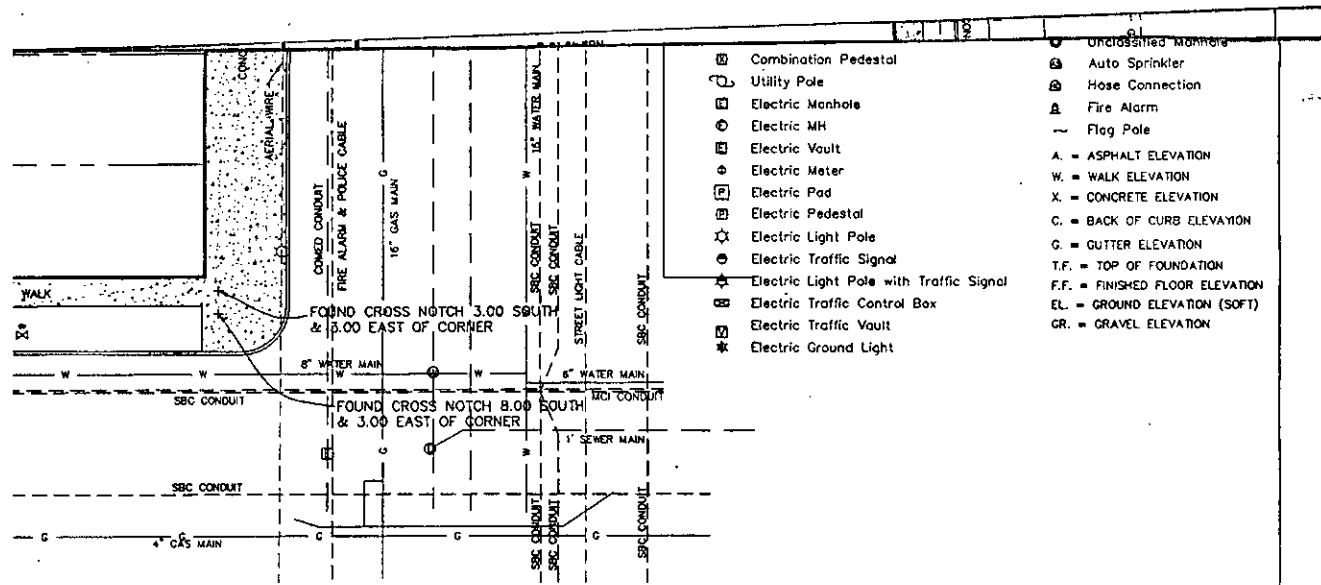 CONC
AERIAL WIRE
COMED CONDUIT
FIRE ALARM & POLICE CABLE
G
16" GAS MAIN
W
16" WATER MAIN
SBC CONDUIT
SBC CONDUIT
STREET LIGHT CABLE
SBC CONDUIT
WALK
FOUND CROSS NOTCH 3.00 SOUTH
& 3.00 EAST OF CORNER
8" WATER MAIN
6" WATER MAIN
W W W W
SBC CONDUIT
MCI CONDUIT
FOUND CROSS NOTCH 8.00 SOUTH
& 3.00 EAST OF CORNER
1' SEWER MAIN
E
G
W
SBC CONDUIT
SBC CONDUIT
SBC CONDUIT
SBC CONDUIT
G G G G G
4" GAS MAIN
Combination Pedestal
Utility Pole
Electric Manhole
Electric MH
Electric Vault
Electric Meter
P Electric Pad
P Electric Pedestal
Electric Light Pole
Electric Traffic Signal
Electric Light Pole with Traffic Signal
Electric Traffic Control Box
Electric Traffic Vault
Electric Ground Light
Unclassified Manhole
Auto Sprinkler
Hose Connection
Fire Alarm
Flag Pole
A. = ASPHALT ELEVATION
W. = WALK ELEVATION
X. = CONCRETE ELEVATION
C. = BACK OF CURB ELEVATION
G. = GUTTER ELEVATION
T.F. = TOP OF FOUNDATION
F.F. = FINISHED FLOOR ELEVATION
EL. = GROUND ELEVATION (SOFT)
GR. = GRAVEL ELEVATION